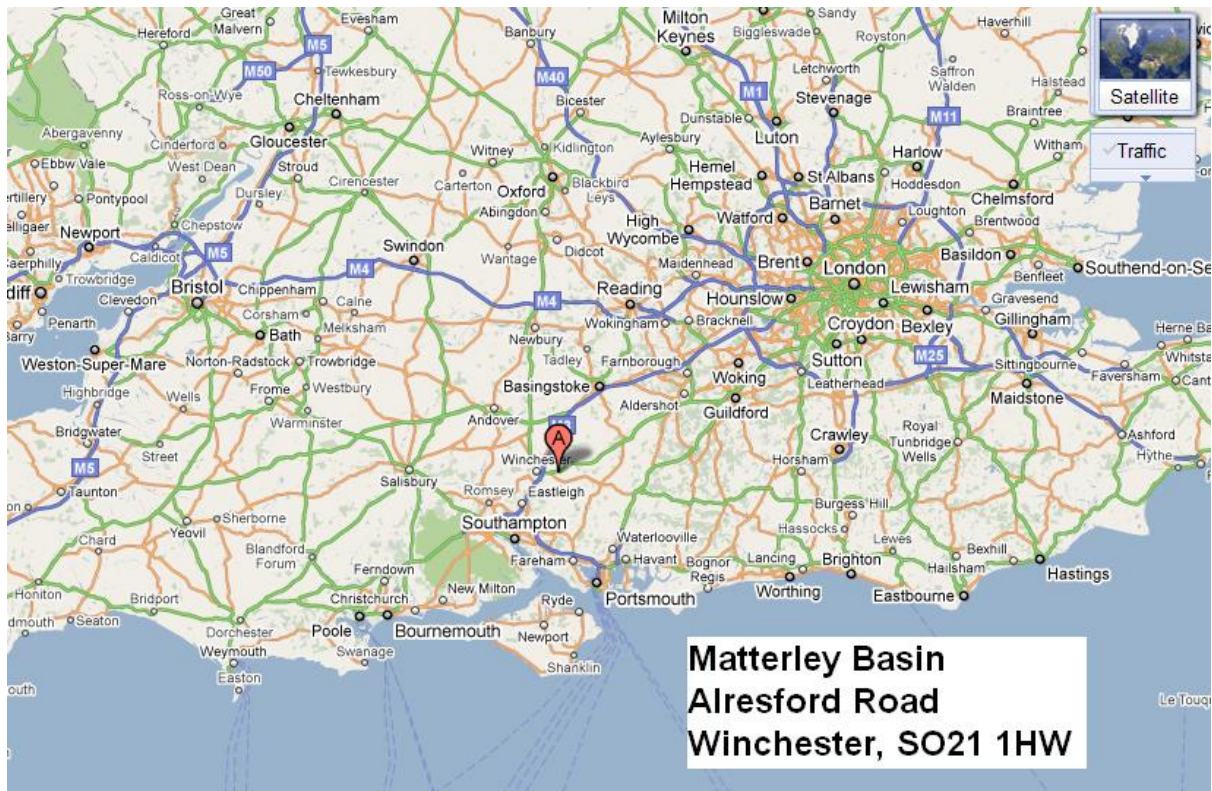 Great
Malvern
Hereford
M5
Evesham
Banbury
Milton
Keynes
Sandy
Biggleswade
Royston
Haverhill
M50
Tewkesbury
M40
Letchworth
Saffron
Walden
Satellite
Ross-on-Wye
Cheltenham
Bicester
M1
Stevenage
Halstead
Dunstable
M11
Braintree
Abergavenny
Cinderford
Gloucester
Aylesbury
Luton
Traffic
Ebbw Vale
West Dean
Stroud
Witney
Kidlington
Hemel
Hempstead
Harlow
Witham
Cirencester
Carterton
Oxford
Blackbird
Leys
St Albans
Hoddesdon
Chelmsford
Pontypool
Dursley
Abingdon
Watford
Barnet
Loughton
Brentwood
Newport
Chepstow
M5
Swindon
Didcot
High
Wycombe
Basildon
Caldicot
Wantage
Maidenhead
Brent
London
Benfleet
Southend-on-Se
Caerphilly
Trowbridge
M4
Bristol
Chippenham
Calne
M4
Reading
Hounslow
Lewisham
Gravesend
Gillingham
diff
Clevedon
Corsham
Melksham
Wokingham
Bracknell
Croydon
Bexley
Penarth
Barry
Bath
Newbury
Herne Ba
Weston-Super-Mare
Norton-Radstock
Trowbridge
Tadley
Farnborough
Woking
Sutton
M25
Sittingbourne
Whitsta
Faversham
Cant
Highbridge
Wells
Frome
Westbury
Basingstoke
Leatherhead
Maidstone
Warminster
Andover
Aldershot
Guildford
Bridgwater
Street
M3
A
Crawley
Royal
Tunbridge
Wells
Ashford
M5
Winchester
Horsham
Hythe
Taunton
Salisbury
Romsey
Eastleigh
Burgess Hill
Yeovil
Sherborne
Southampton
Waterlooville
Hassocks
Chard
Blandford
Forum
Fareham
Havant
Bognor
Regis
Lancing
Brighton
Lewes
Bexhill
Hailsham
Hastings
Ferndown
New Milton
Worthing
Eastbourne
Honiton
Bridport
Christchurch
Ryde
Portsmouth
dmouth
Seaton
Dorchester
Poole
Bournemouth
Newport
Weymouth
Swanage
Shanklin
Easton
outh
Le Touq
Matterley Basin
Alresford Road
Winchester, SO21 1HW